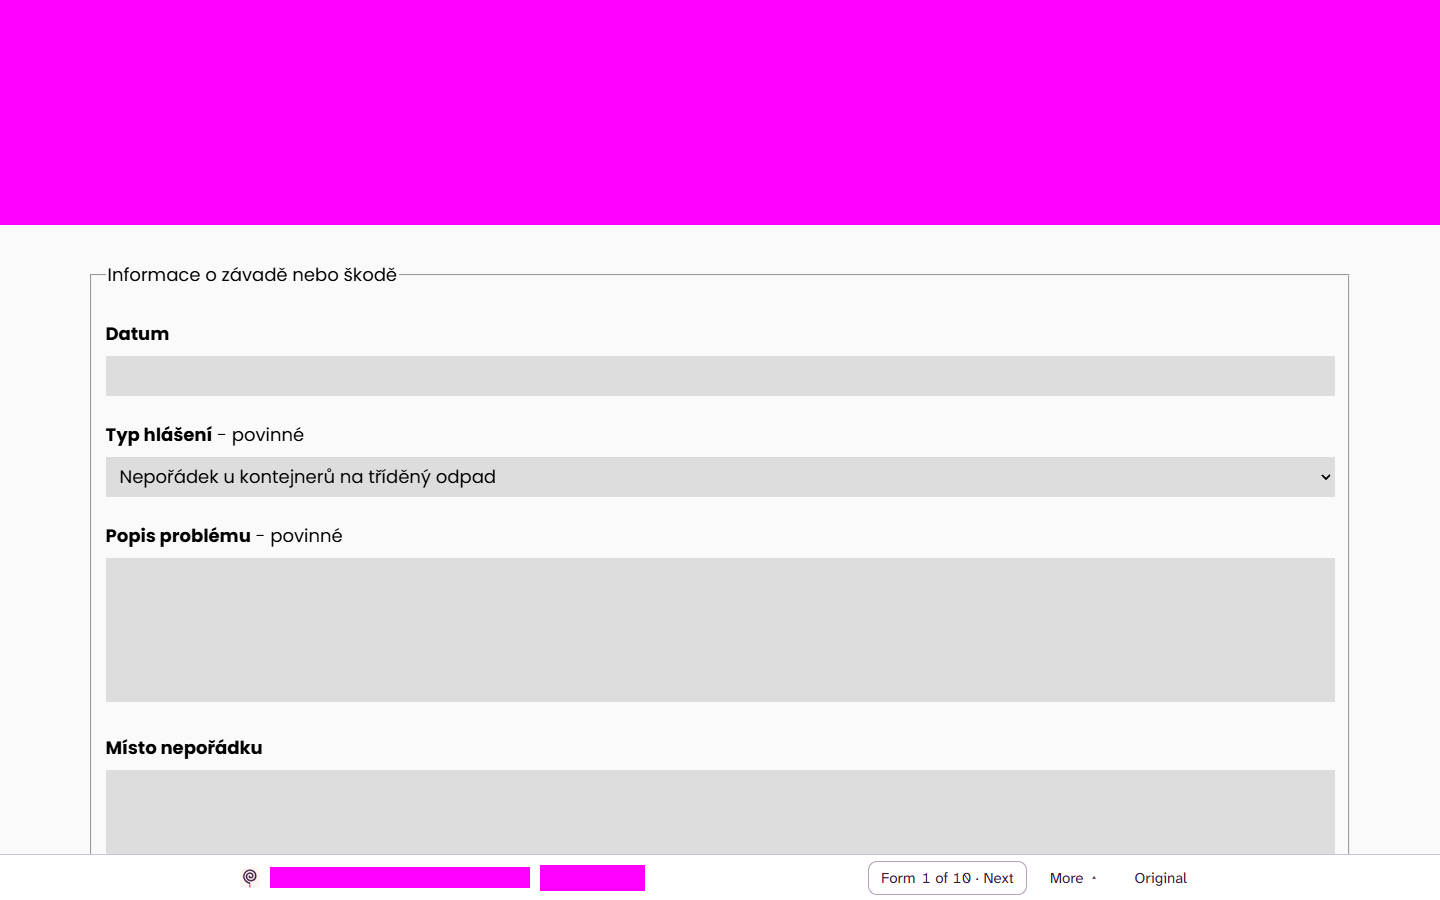 Informace o závadě nebo škodě
Datum
Typ hlášení - povinné
Nepořádek u kontejnerů na tříděný odpad
Popis problému - povinné
Místo nepořádku
Form 1 of 10 · Next
More
Original